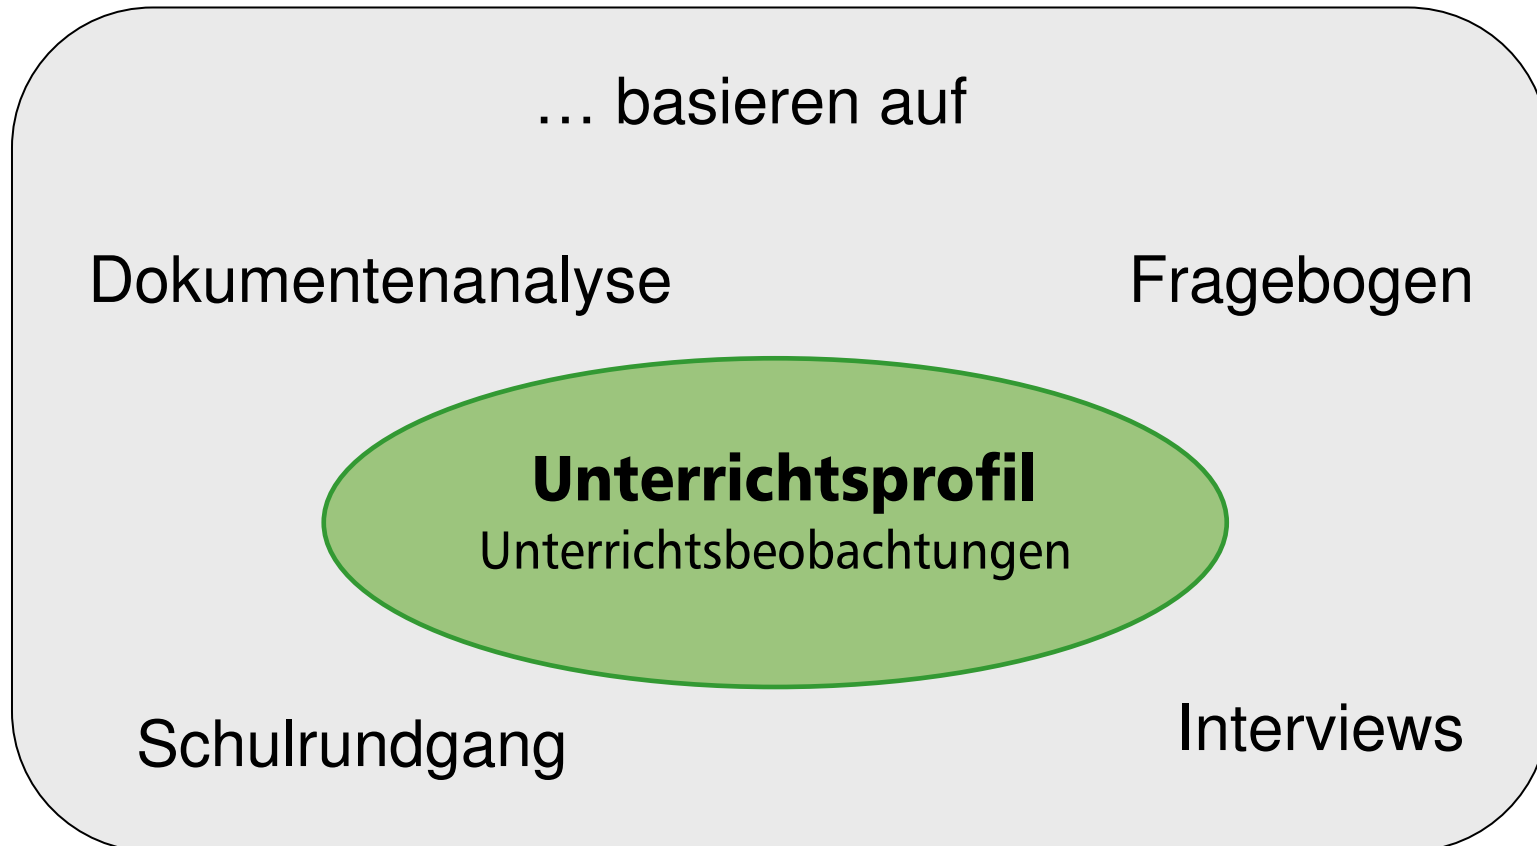 … basieren auf
Dokumentenanalyse
Fragebogen
Unterrichtsprofil
Unterrichtsbeobachtungen
Schulrundgang
Interviews